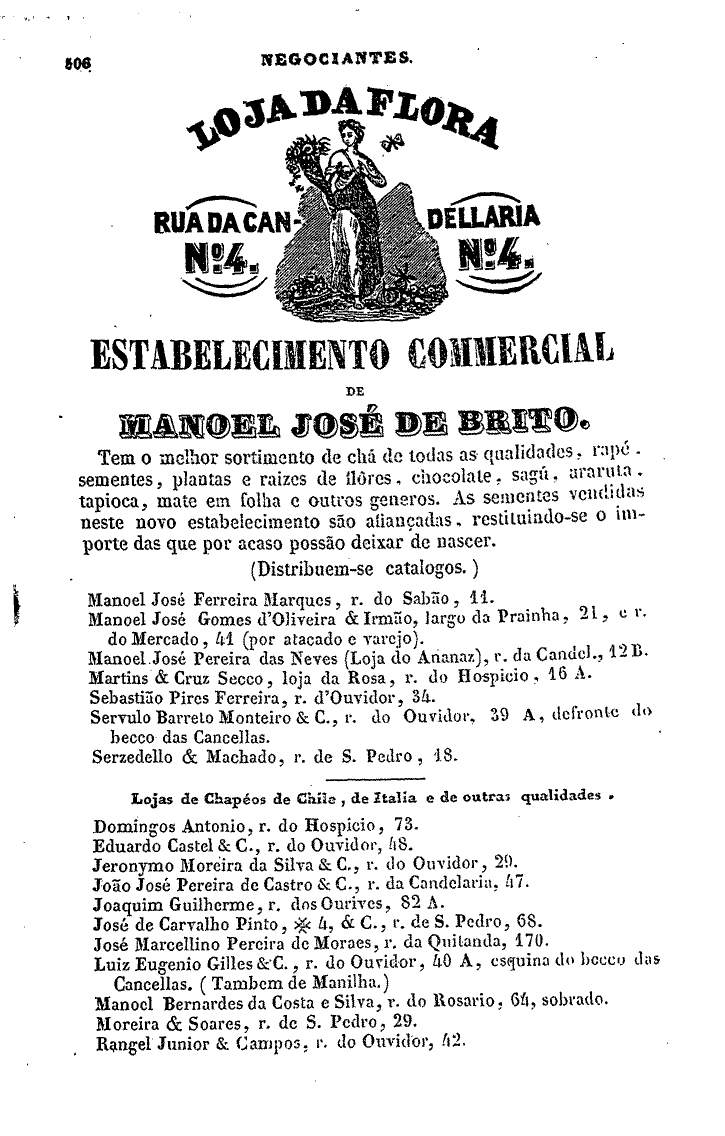 506
NEGOCIANTES.
LOJA DA FLORA
RUA DA CAN-DELLARIA
Nº 4. Nº 4.
ESTABELECIMENTO COMMERCIAL
DE
MANOEL JOSÉ DE BRITO.
Tem o melhor sortimento de chá de todas as qualidades, rapé,
sementes, plantas e raizes de flôres, chocolate, sagú, araruta,
tapioca, mate em folha e outros generos. As sementes vendidas
neste novo estabelecimento são afiançadas, restituindo-se o im-
porte das que por acaso possão deixar de nascer.
(Distribuem-se catalogos.)
Manoel José Ferreira Marques, r. do Sabão, 11.
Manoel José Gomes d'Oliveira & Irmão, largo da Prainha, 21, e r.
do Mercado, 41 (por atacado e varejo).
Manoel José Pereira das Neves (Loja do Ananaz), r. da Candel., 12 B.
Martins & Cruz Secco, loja da Rosa, r. do Hospicio, 16 A.
Sebastião Pires Ferreira, r. d'Ouvidor, 34.
Servulo Barreto Monteiro & C., r. do Ouvidor, 39 A, defronte do
becco das Cancellas.
Serzedello & Machado, r. de S. Pedro, 18.
Lojas de Chapéos de Chile, de Italia e de outras qualidades.
Domingos Antonio, r. do Hospicio, 73.
Eduardo Castel & C., r. do Ouvidor, 48.
Jeronymo Moreira da Silva & C., r. do Ouvidor, 29.
João José Pereira de Castro & C., r. da Candelaria, 47.
Joaquim Guilherme, r. dos Ourives, 82 A.
José de Carvalho Pinto, ※ 4, & C., r. de S. Pedro, 68.
José Marcellino Pereira de Moraes, r. da Quitanda, 170.
Luiz Eugenio Gilles & C., r. do Ouvidor, 40 A, esquina do becco das
Cancellas. (Tambem de Manilha.)
Manoel Bernardes da Costa e Silva, r. do Rosario, 64, sobrado.
Moreira & Soares, r. de S. Pedro, 29.
Rangel Junior & Campos, r. do Ouvidor, 42.